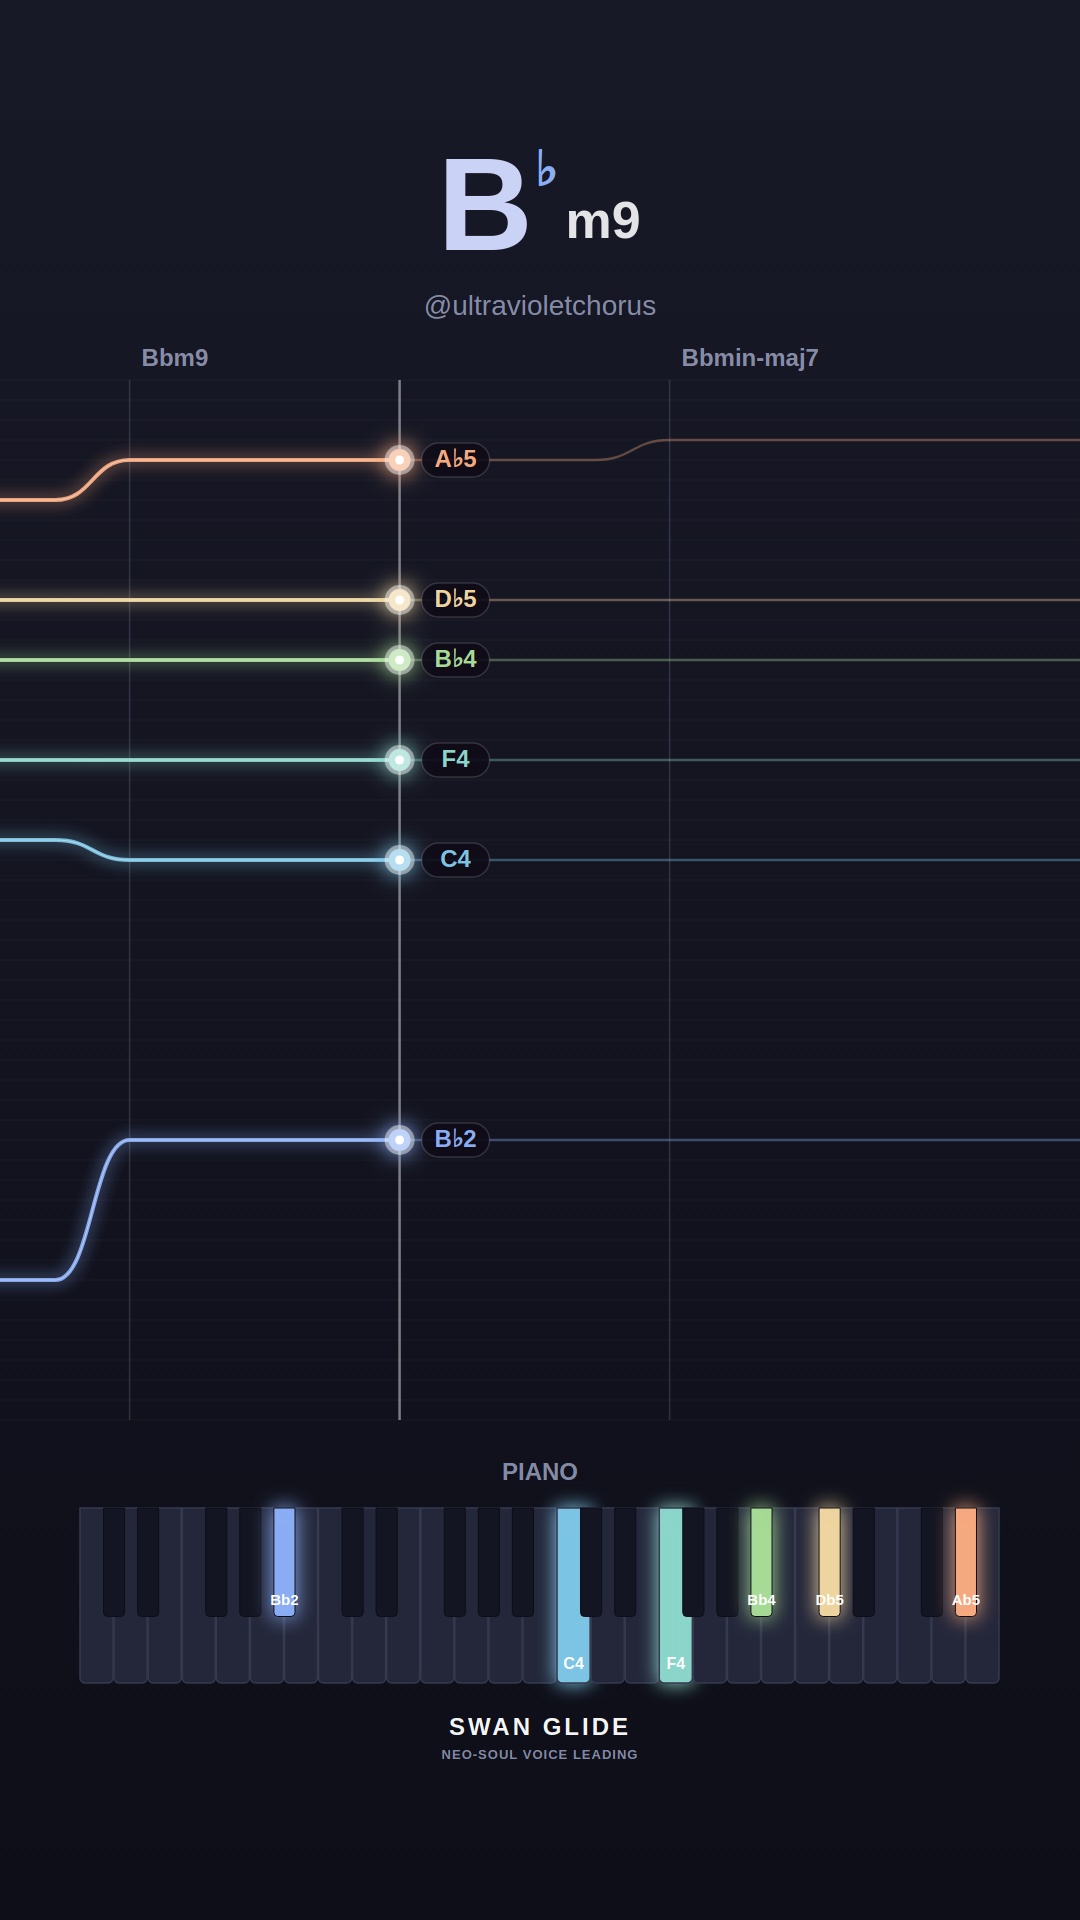 B♭m9
@ultravioletchorus
Bbm9 Bbmin-maj7
A♭5
D♭5
B♭4
F4
C4
B♭2
PIANO
Bb2 Bb4 Db5 Ab5
C4 F4
SWAN GLIDE
NEO-SOUL VOICE LEADING